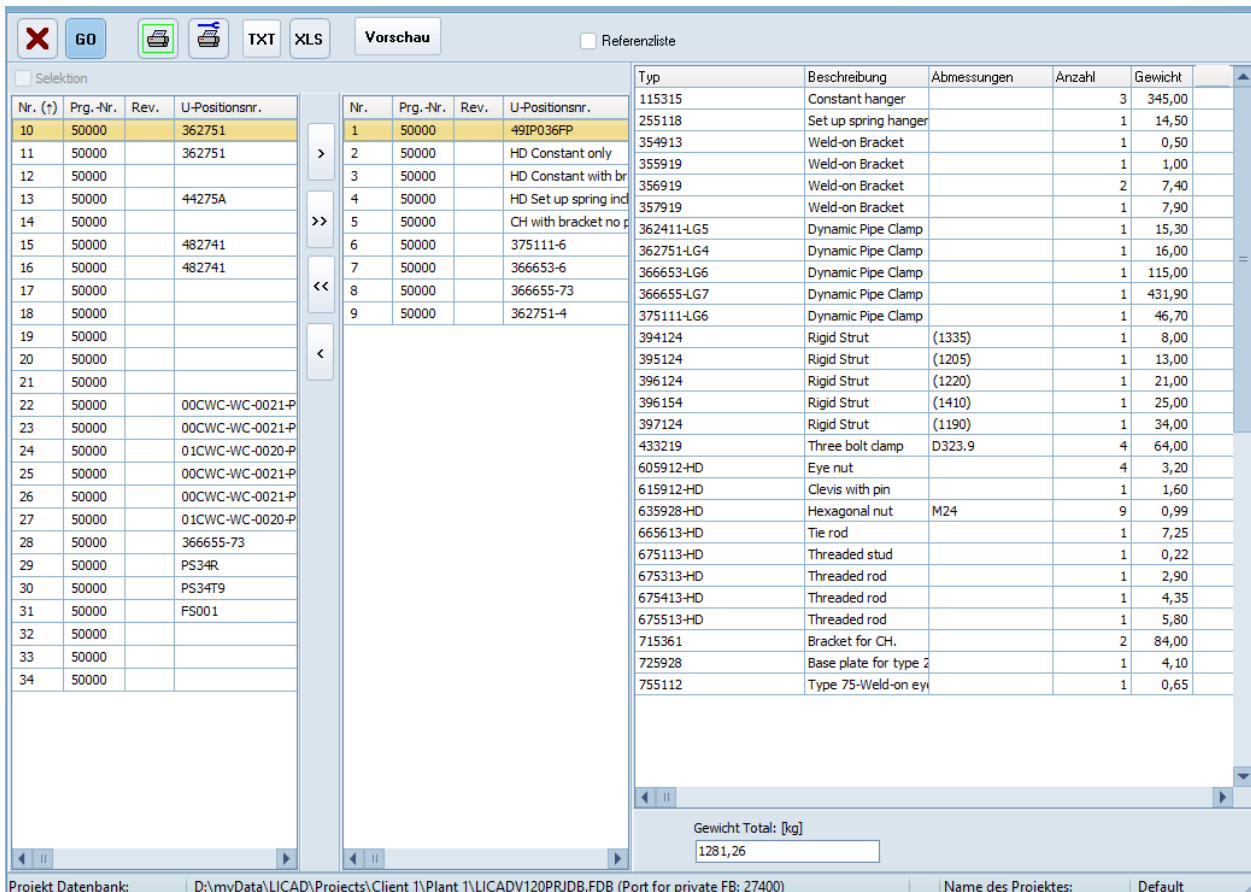 GO TXT XLS Vorschau Referenzliste
Selektion
Nr. (↑) Prg.-Nr. Rev. U-Positionsnr.
10 50000 362751
11 50000 362751
12 50000
13 50000 44275A
14 50000
15 50000 482741
16 50000 482741
17 50000
18 50000
19 50000
20 50000
21 50000
22 50000 00CWC-WC-0021-P
23 50000 00CWC-WC-0021-P
24 50000 01CWC-WC-0020-P
25 50000 00CWC-WC-0021-P
26 50000 00CWC-WC-0021-P
27 50000 01CWC-WC-0020-P
28 50000 366655-73
29 50000 PS34R
30 50000 PS34T9
31 50000 FS001
32 50000
33 50000
34 50000
>
>>
<<
<
Nr. Prg.-Nr. Rev. U-Positionsnr.
1 50000 49IP036FP
2 50000 HD Constant only
3 50000 HD Constant with br
4 50000 HD Set up spring incl
5 50000 CH with bracket no p
6 50000 375111-6
7 50000 366653-6
8 50000 366655-73
9 50000 362751-4
Typ Beschreibung Abmessungen Anzahl Gewicht
115315 Constant hanger 3 345,00
255118 Set up spring hanger 1 14,50
354913 Weld-on Bracket 1 0,50
355919 Weld-on Bracket 1 1,00
356919 Weld-on Bracket 2 7,40
357919 Weld-on Bracket 1 7,90
362411-LG5 Dynamic Pipe Clamp 1 15,30
362751-LG4 Dynamic Pipe Clamp 1 16,00
366653-LG6 Dynamic Pipe Clamp 1 115,00
366655-LG7 Dynamic Pipe Clamp 1 431,90
375111-LG6 Dynamic Pipe Clamp 1 46,70
394124 Rigid Strut (1335) 1 8,00
395124 Rigid Strut (1205) 1 13,00
396124 Rigid Strut (1220) 1 21,00
396154 Rigid Strut (1410) 1 25,00
397124 Rigid Strut (1190) 1 34,00
433219 Three bolt clamp D323.9 4 64,00
605912-HD Eye nut 4 3,20
615912-HD Clevis with pin 1 1,60
635928-HD Hexagonal nut M24 9 0,99
665613-HD Tie rod 1 7,25
675113-HD Threaded stud 1 0,22
675313-HD Threaded rod 1 2,90
675413-HD Threaded rod 1 4,35
675513-HD Threaded rod 1 5,80
715361 Bracket for CH. 2 84,00
725928 Base plate for type 2 1 4,10
755112 Type 75-Weld-on eye 1 0,65
Gewicht Total: [kg]
1281,26
Projekt Datenbank: D:\myData\LICAD\Projects\Client 1\Plant 1\LICADV120PRJDB.FDB (Port for private FB: 27400) Name des Projektes: Default